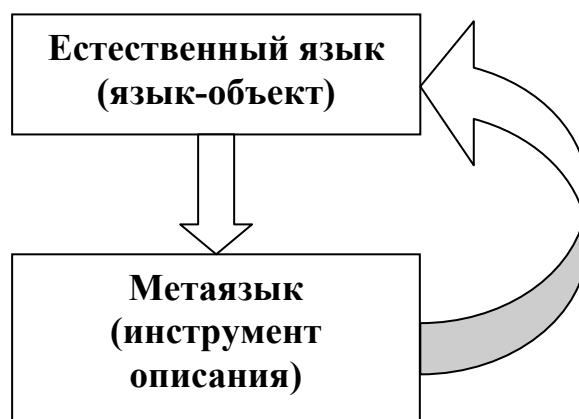 Естественный язык
(язык-объект)
Метаязык
(инструмент
описания)